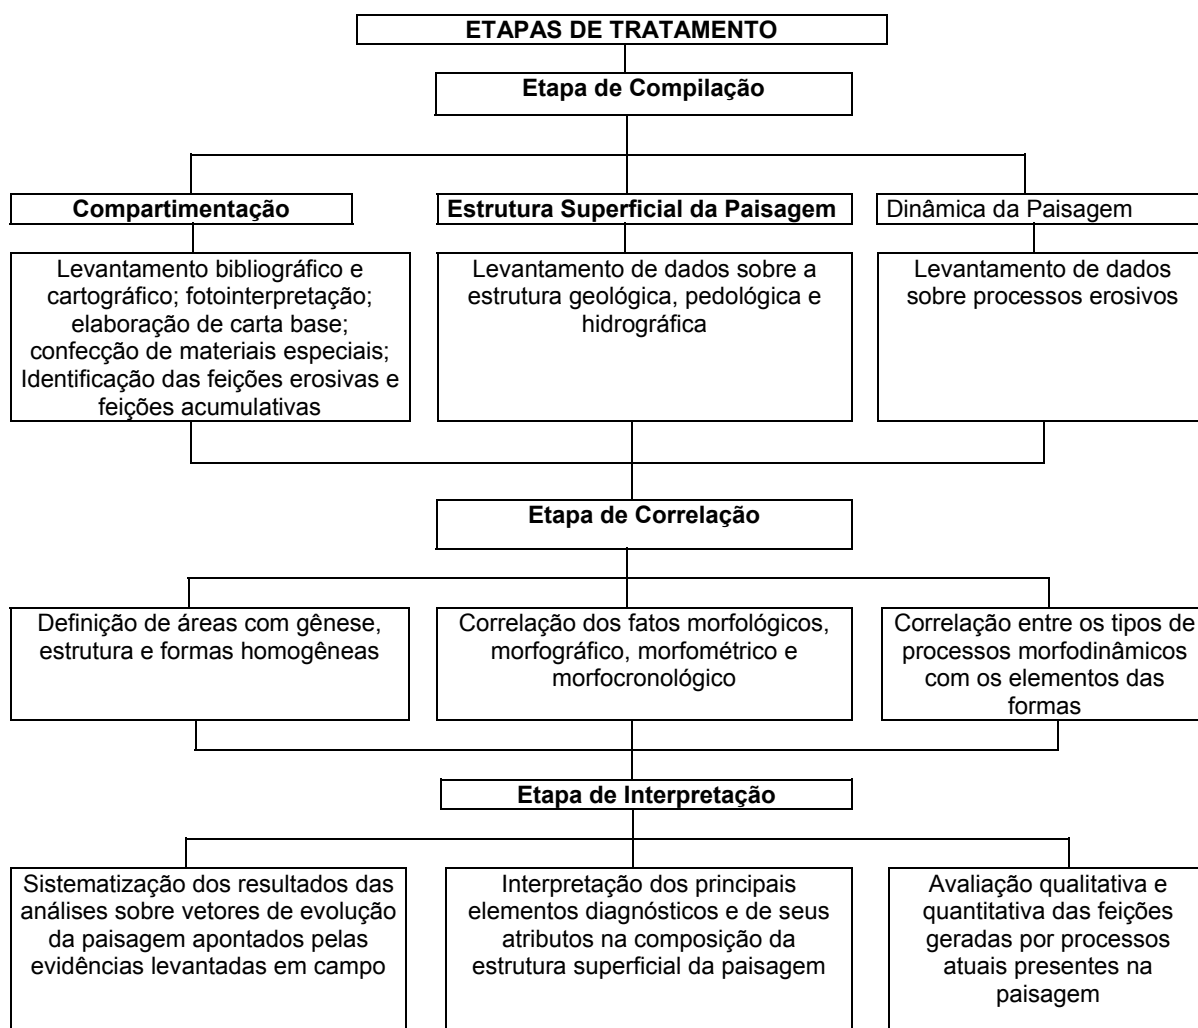 ETAPAS DE TRATAMENTO
Etapa de Compilação
Compartimentação
Estrutura Superficial da Paisagem
Dinâmica da Paisagem
Levantamento bibliográfico e
cartográfico; fotointerpretação;
elaboração de carta base;
confecção de materiais especiais;
Identificação das feições erosivas e
feições acumulativas
Levantamento de dados sobre a
estrutura geológica, pedológica e
hidrográfica
Levantamento de dados
sobre processos erosivos
Etapa de Correlação
Definição de áreas com gênese,
estrutura e formas homogêneas
Correlação dos fatos morfológicos,
morfográfico, morfométrico e
morfocronológico
Correlação entre os tipos de
processos morfodinâmicos
com os elementos das
formas
Etapa de Interpretação
Sistematização dos resultados das
análises sobre vetores de evolução
da paisagem apontados pelas
evidências levantadas em campo
Interpretação dos principais
elementos diagnósticos e de seus
atributos na composição da
estrutura superficial da paisagem
Avaliação qualitativa e
quantitativa das feições
geradas por processos
atuais presentes na
paisagem